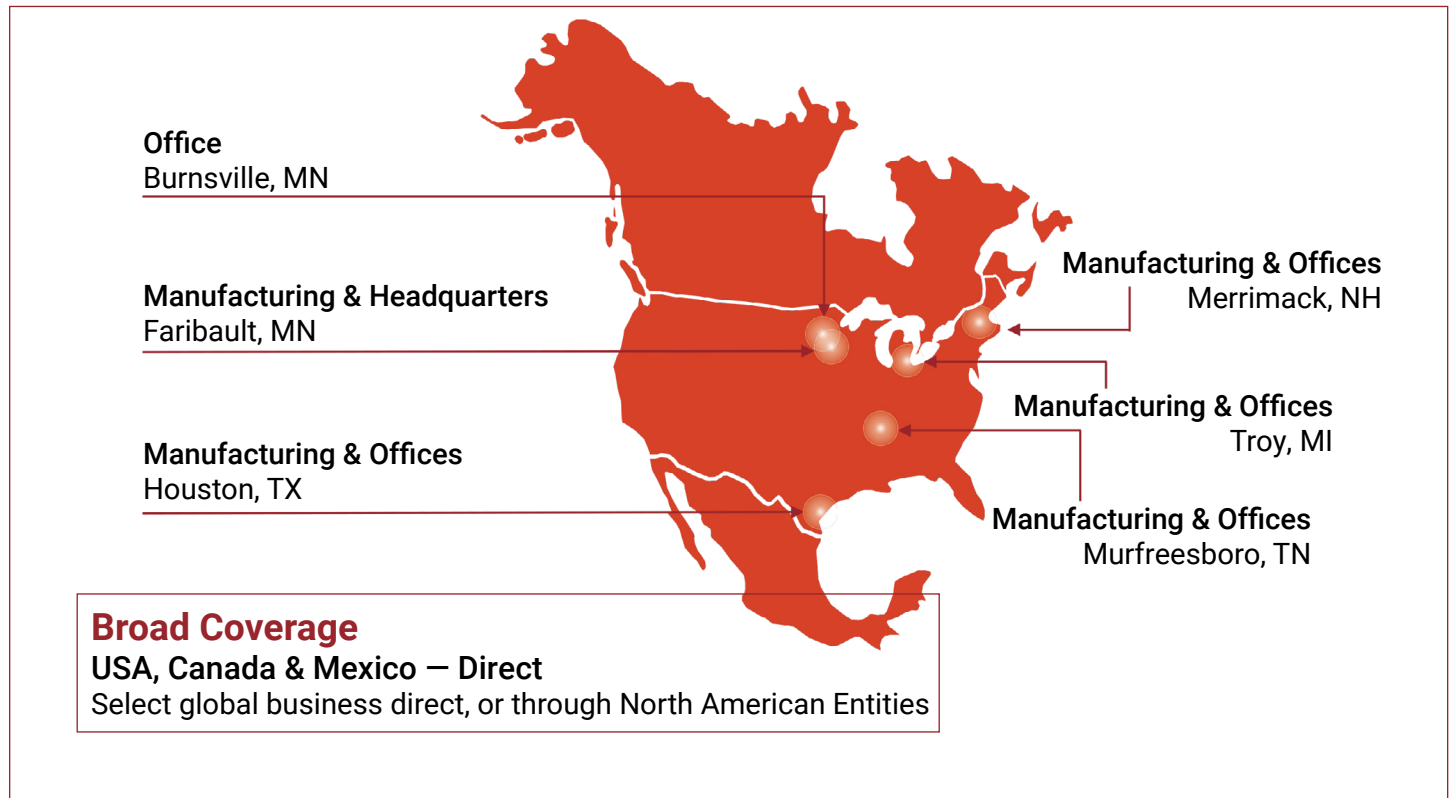 Office
Burnsville, MN
Manufacturing & Headquarters
Faribault, MN
Manufacturing & Offices
Houston, TX
Manufacturing & Offices
Merrimack, NH
Manufacturing & Offices
Troy, MI
Manufacturing & Offices
Murfreesboro, TN
Broad Coverage
USA, Canada & Mexico — Direct
Select global business direct, or through North American Entities